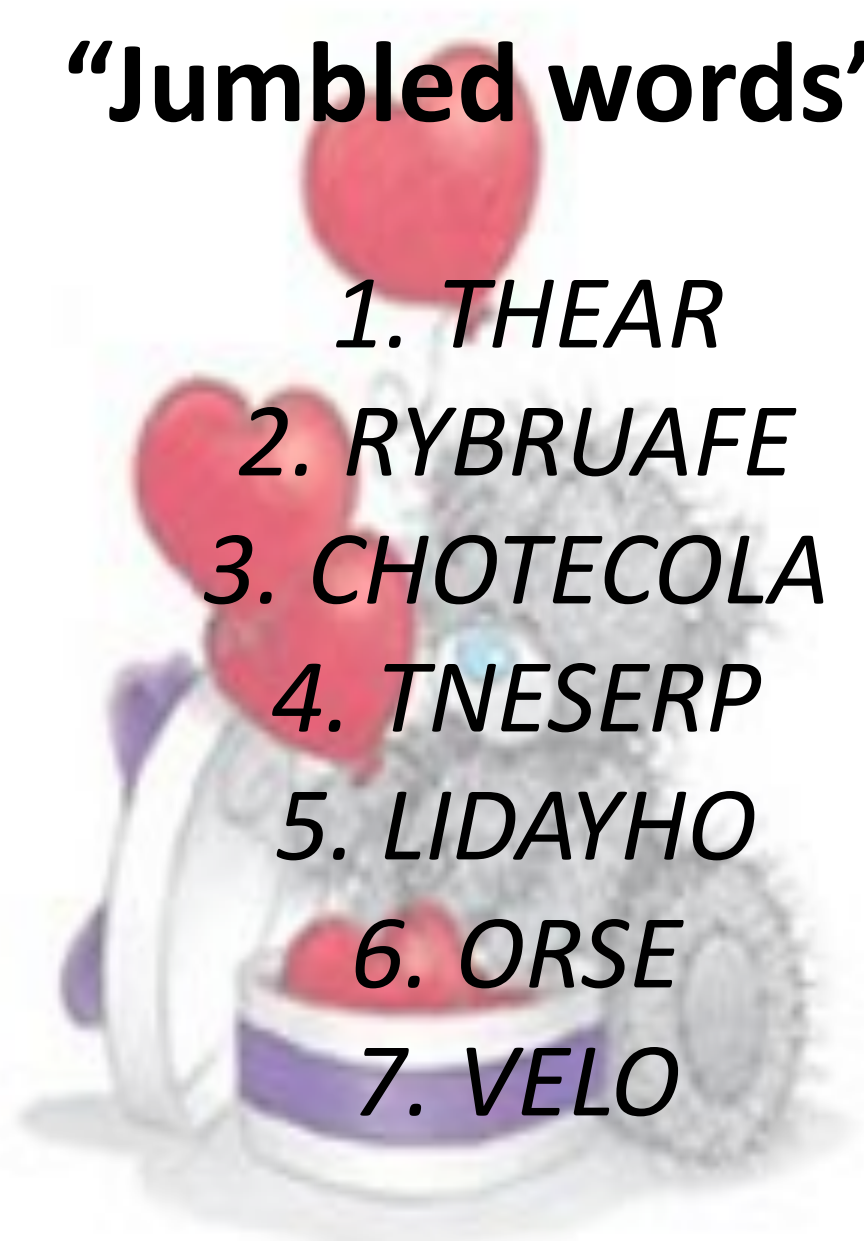 “Jumbled words”
1. THEAR
2. RYBRUAFE
3. CHOTECOLA
4. TNESERP
5. LIDAYHO
6. ORSE
7. VELO